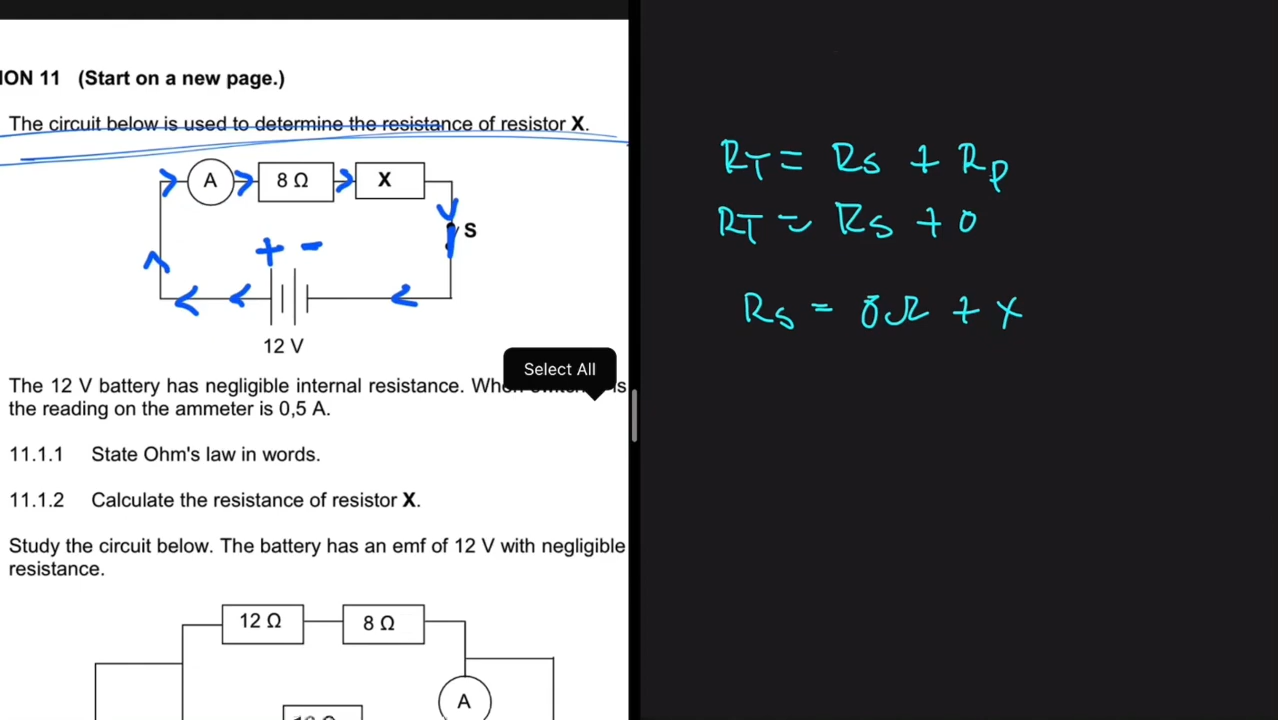 ION 11 (Start on a new page.)
The circuit below is used to determine the resistance of resistor X.
A
8 Ω
X
S
+ -
12 V
The 12 V battery has negligible internal resistance. When is
the reading on the ammeter is 0,5 A.
Select All
11.1.1 State Ohm's law in words.
11.1.2 Calculate the resistance of resistor X.
Study the circuit below. The battery has an emf of 12 V with negligible
resistance.
12 Ω
8 Ω
A
RT = Rs + Rp
RT = Rs + 0
Rs = 8Ω + X